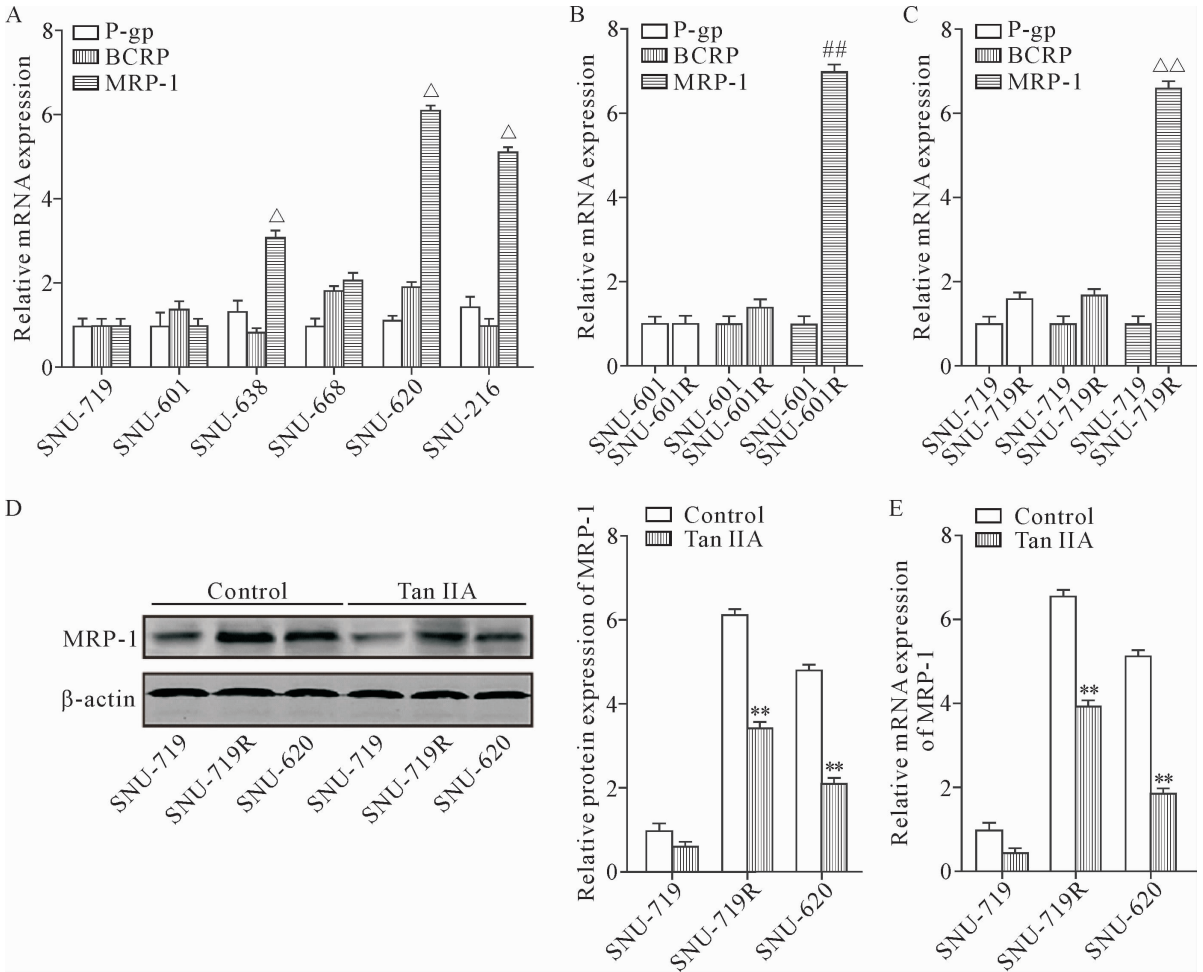 A
Relative mRNA expression
8
6
4
2
0
P-gp
BCRP
MRP-1
△
△
△
SNU-719
SNU-601
SNU-638
SNU-668
SNU-620
SNU-216
B
Relative mRNA expression
8
6
4
2
0
P-gp
BCRP
MRP-1
##
SNU-601
SNU-601R
SNU-601
SNU-601R
SNU-601
SNU-601R
C
Relative mRNA expression
8
6
4
2
0
P-gp
BCRP
MRP-1
△△
SNU-719
SNU-719R
SNU-719
SNU-719R
SNU-719
SNU-719R
D
Control
Tan IIA
MRP-1
β-actin
SNU-719
SNU-719R
SNU-620
SNU-719
SNU-719R
SNU-620
Relative protein expression of MRP-1
8
6
4
2
0
Control
Tan IIA
**
**
SNU-719
SNU-719R
SNU-620
E
Relative mRNA expression
of MRP-1
8
6
4
2
0
Control
Tan IIA
**
**
SNU-719
SNU-719R
SNU-620